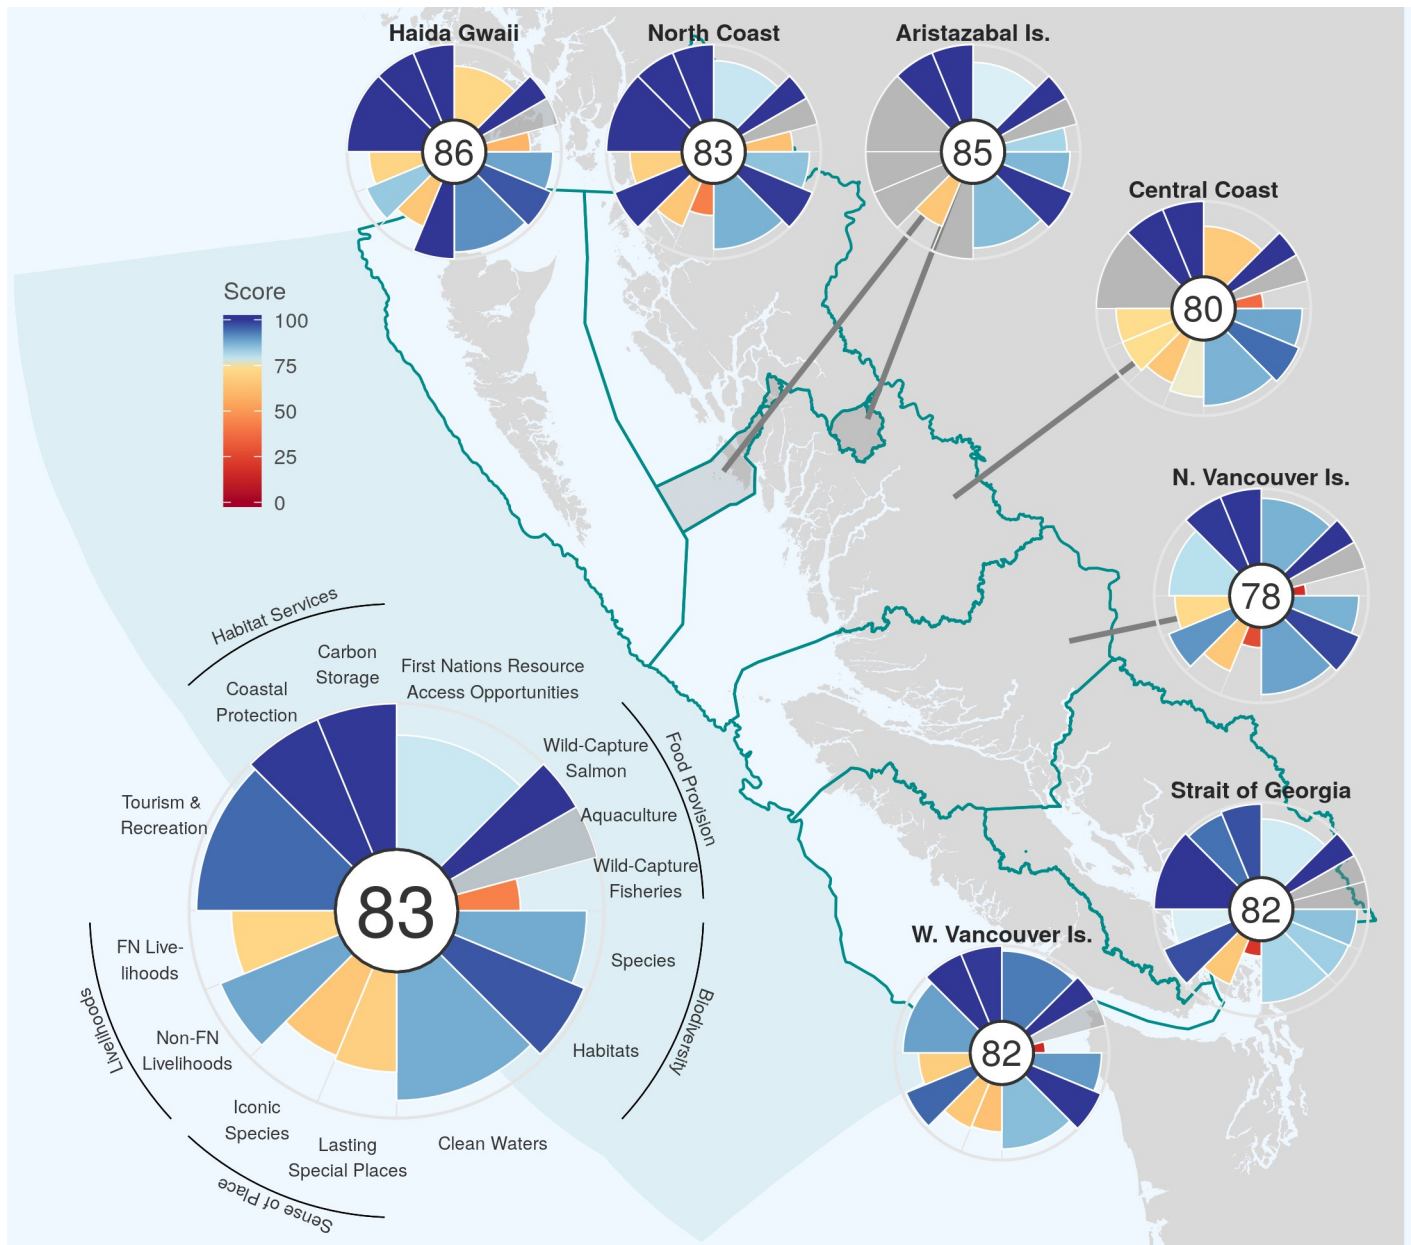 Haida Gwaii
North Coast
Aristazabal Is.
86
83
85
Central Coast
80
Score
100
75
50
25
0
N. Vancouver Is.
78
Habitat Services
Carbon
Storage
First Nations Resource
Access Opportunities
Coastal
Protection
Wild-Capture
Salmon
Food Provision
Tourism &
Recreation
Aquaculture
Wild-Capture
Fisheries
83
Strait of Georgia
82
W. Vancouver Is.
82
FN Live-
lihoods
Species
Livelihoods
Biodiversity
Non-FN
Livelihoods
Habitats
Iconic
Species
Lasting
Special Places
Clean Waters
Sense of Place